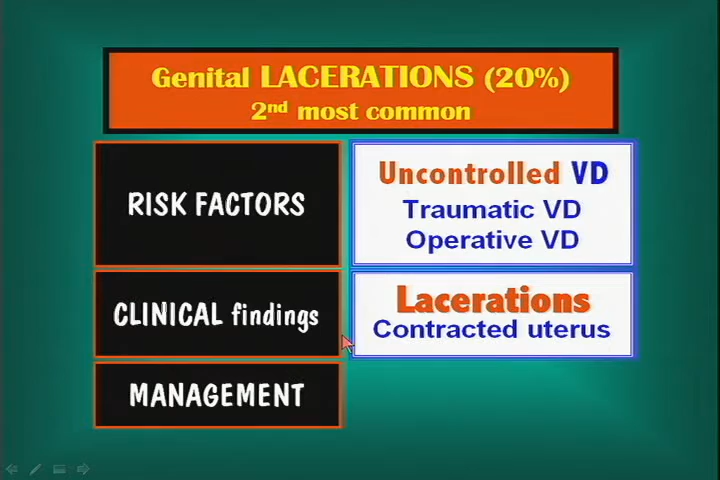 Genital LACERATIONS (20%)
2nd most common
RISK FACTORS
Uncontrolled VD
Traumatic VD
Operative VD
CLINICAL findings
Lacerations
Contracted uterus
MANAGEMENT